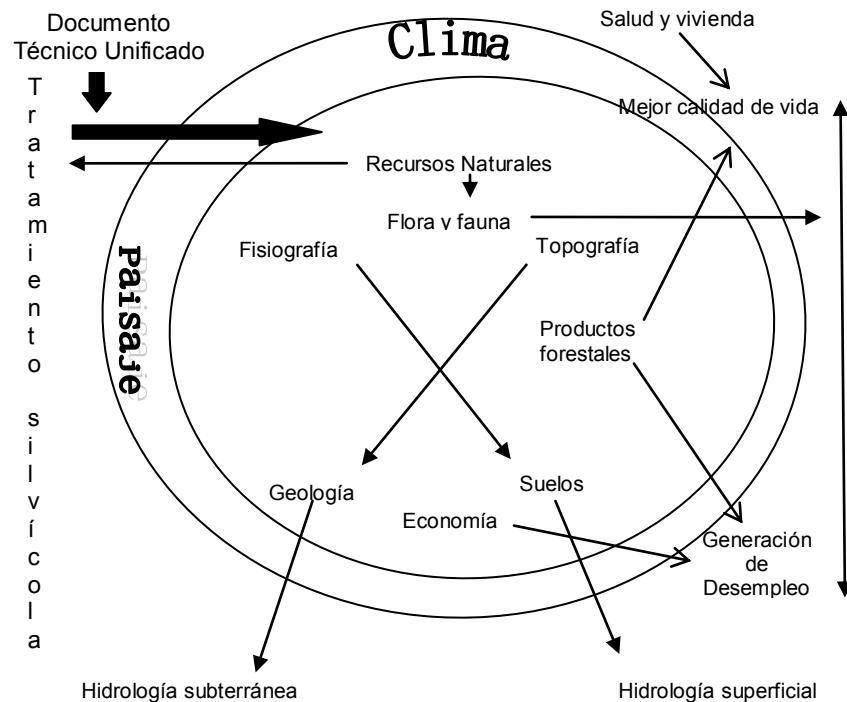 Documento
Técnico Unificado
Clima
Salud y vivienda
Mejor calidad de vida
Tratamiento silvícola
Recursos Naturales
Flora y fauna
Fisiografía
Topografía
Paisaje
Productos
forestales
Geología
Suelos
Economía
Generación
de
Desempleo
Hidrología subterránea
Hidrología superficial